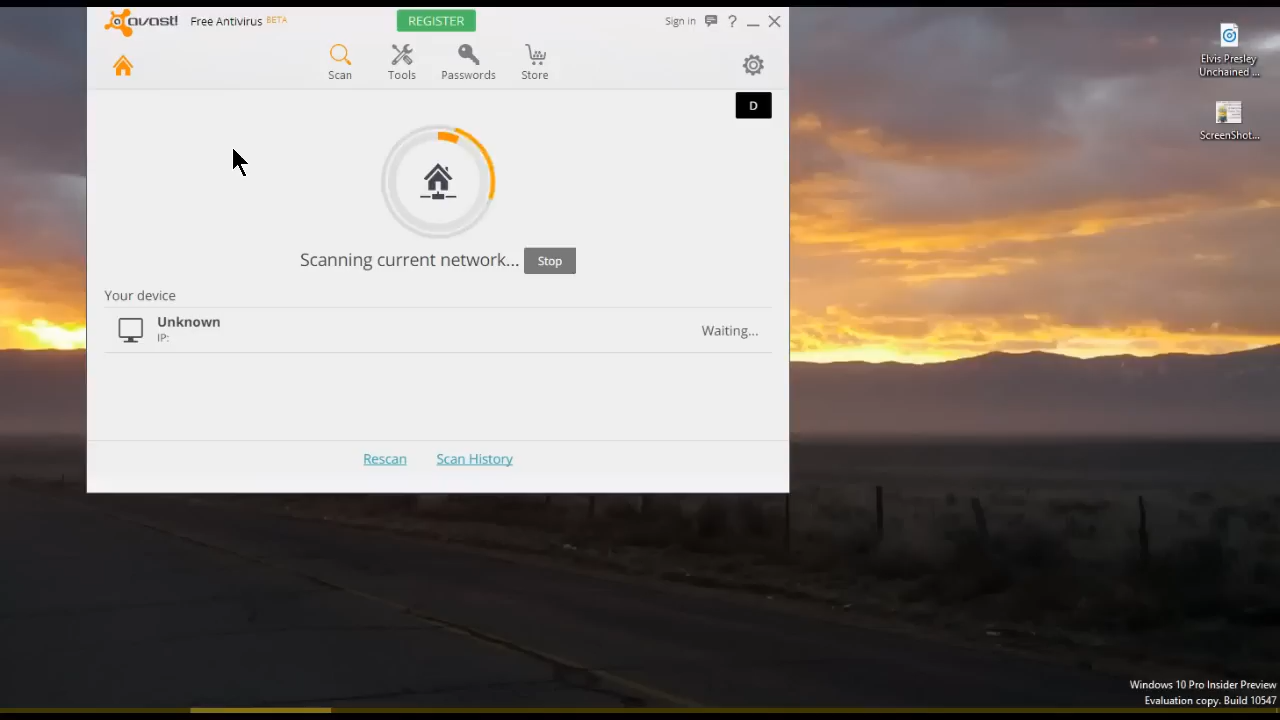 avast! Free Antivirus BETA REGISTER Sign in ?
Scan Tools Passwords Store
D
Scanning current network... Stop
Your device
Unknown
IP:
Waiting...
Rescan Scan History
Elvis Presley
Unchained ...
ScreenShot...
Windows 10 Pro Insider Preview
Evaluation copy. Build 10547